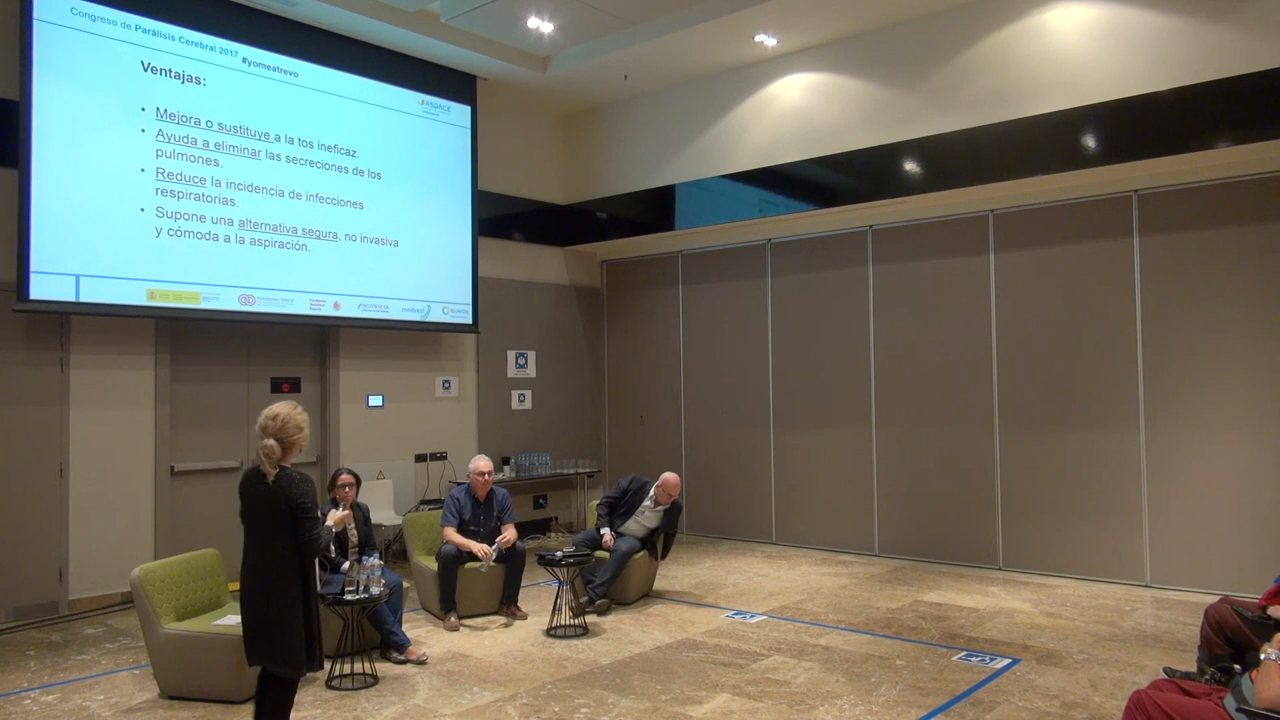 Congreso de Parálisis Cerebral 2017 #yomeatrevo
ASPACE
Ventajas:
• Mejora o sustituye a la tos ineficaz.
• Ayuda a eliminar las secreciones de los
pulmones.
• Reduce la incidencia de infecciones
respiratorias.
• Supone una alternativa segura, no invasiva
y cómoda a la aspiración.
NUTRICIA